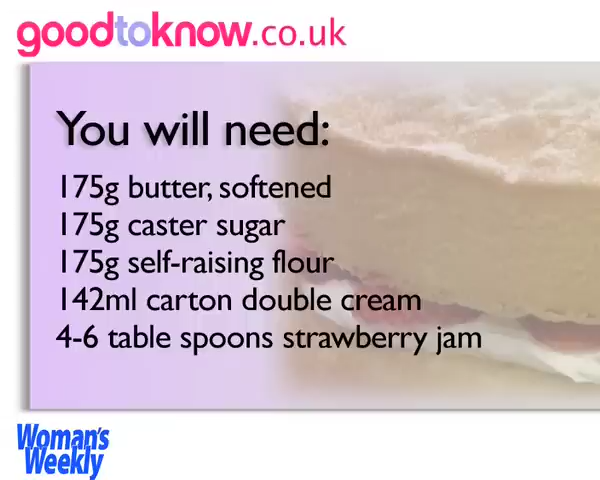 goodtoknow.co.uk
You will need:
175g butter, softened
175g caster sugar
175g self-raising flour
142ml carton double cream
4-6 table spoons strawberry jam
Woman's
Weekly